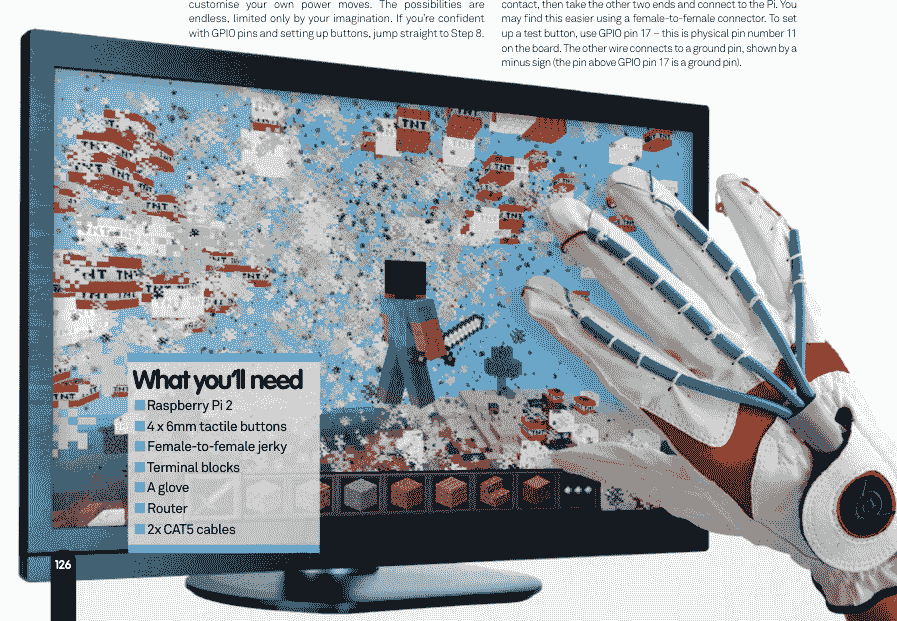 customise your own power moves. The possibilities are
endless, limited only by your imagination. If you're confident
with GPIO pins and setting up buttons, jump straight to Step 8.
contact, then take the other two ends and connect to the Pi. You
may find this easier using a female-to-female connector. To set
up a test button, use GPIO pin 17 – this is physical pin number 11
on the board. The other wire connects to a ground pin, shown by a
minus sign (the pin above GPIO pin 17 is a ground pin).
TNT
TNT
TNT
TNT
TNT
What you'll need
Raspberry Pi 2
4 x 6mm tactile buttons
Female-to-female jerky
Terminal blocks
A glove
Router
2x CAT5 cables
126